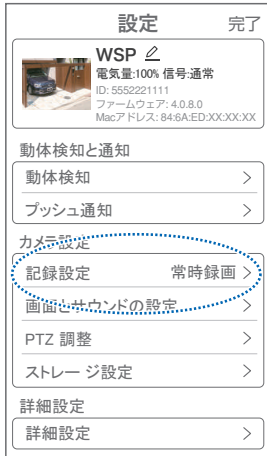 設定 完了
WSP
電気量:100% 信号:通常
ID: 5552221111
ファームウェア: 4.0.8.0
Macアドレス: 84:6A:ED:XX:XX:XX
動体検知と通知
動体検知
プッシュ通知
カメラ設定
記録設定 常時録画
画面とサウンドの設定
PTZ 調整
ストレージ設定
詳細設定
詳細設定